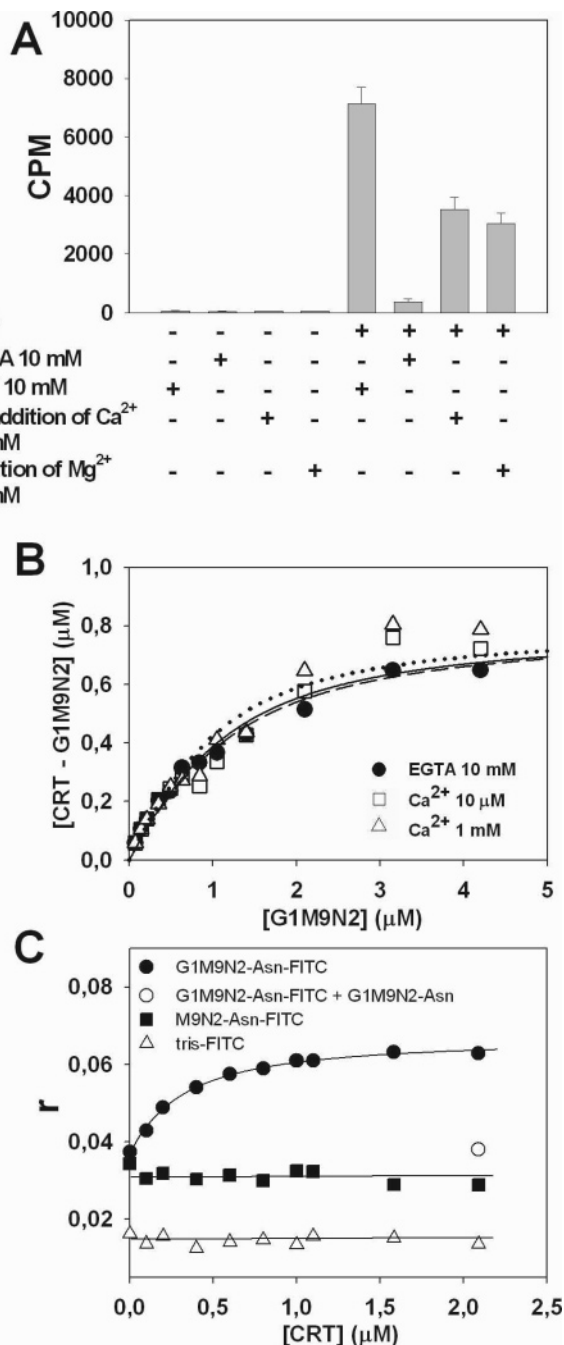 A
10000
8000
6000
4000
2000
0
CPM
- - - - + + + +
A 10 mM - + - - - + - -
10 mM + - - - + - - -
ddition of Ca2+ - - + - - - + -
mM
tion of Mg2+ - - - + - - - +
mM
B
1,0
0,8
0,6
0,4
0,2
0,0
[CRT - G1M9N2] (μM)
EGTA 10 mM
Ca2+ 10 μM
Ca2+ 1 mM
0 1 2 3 4 5
[G1M9N2] (μM)
C
0,08
0,06
0,04
0,02
r
G1M9N2-Asn-FITC
G1M9N2-Asn-FITC + G1M9N2-Asn
M9N2-Asn-FITC
tris-FITC
0,0 0,5 1,0 1,5 2,0 2,5
[CRT] (μM)